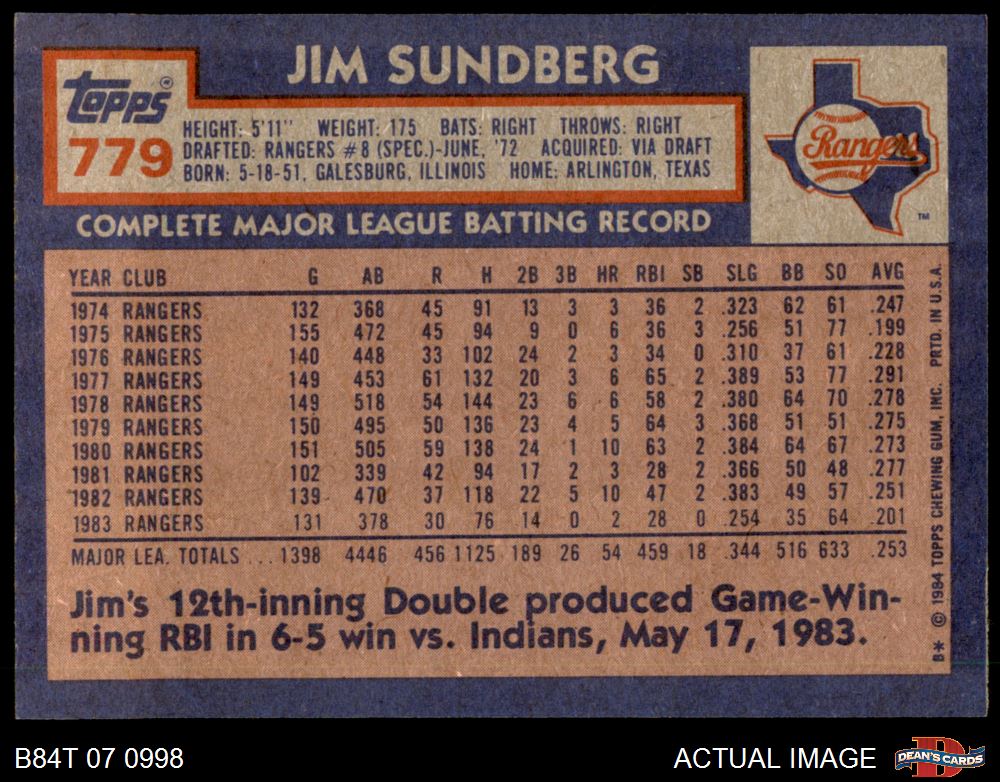 JIM SUNDBERG
Topps®
779
HEIGHT: 5'11" WEIGHT: 175 BATS: RIGHT THROWS: RIGHT
DRAFTED: RANGERS #8 (SPEC.)-JUNE, '72 ACQUIRED: VIA DRAFT
BORN: 5-18-51, GALESBURG, ILLINOIS HOME: ARLINGTON, TEXAS
Rangers
TM
COMPLETE MAJOR LEAGUE BATTING RECORD
YEAR CLUB G AB R H 2B 3B HR RBI SB SLG BB SO AVG
1974 RANGERS 132 368 45 91 13 3 3 36 2 .323 62 61 .247
1975 RANGERS 155 472 45 94 9 0 6 36 3 .256 51 77 .199
1976 RANGERS 140 448 33 102 24 2 3 34 0 .310 37 61 .228
1977 RANGERS 149 453 61 132 20 3 6 65 2 .389 53 77 .291
1978 RANGERS 149 518 54 144 23 6 6 58 2 .380 64 70 .278
1979 RANGERS 150 495 50 136 23 4 5 64 3 .368 51 51 .275
1980 RANGERS 151 505 59 138 24 1 10 63 2 .384 64 67 .273
1981 RANGERS 102 339 42 94 17 2 3 28 2 .366 50 48 .277
1982 RANGERS 139 470 37 118 22 5 10 47 2 .383 49 57 .251
1983 RANGERS 131 378 30 76 14 0 2 28 0 .254 35 64 .201
MAJOR LEA. TOTALS ...1398 4446 456 1125 189 26 54 459 18 .344 516 633 .253
Jim's 12th-inning Double produced Game-Win-
ning RBI in 6-5 win vs. Indians, May 17, 1983.
B* © 1984 TOPPS CHEWING GUM, INC. PRTD. IN U.S.A.
B84T 07 0998
ACTUAL IMAGE
D
DEAN'S CARDS